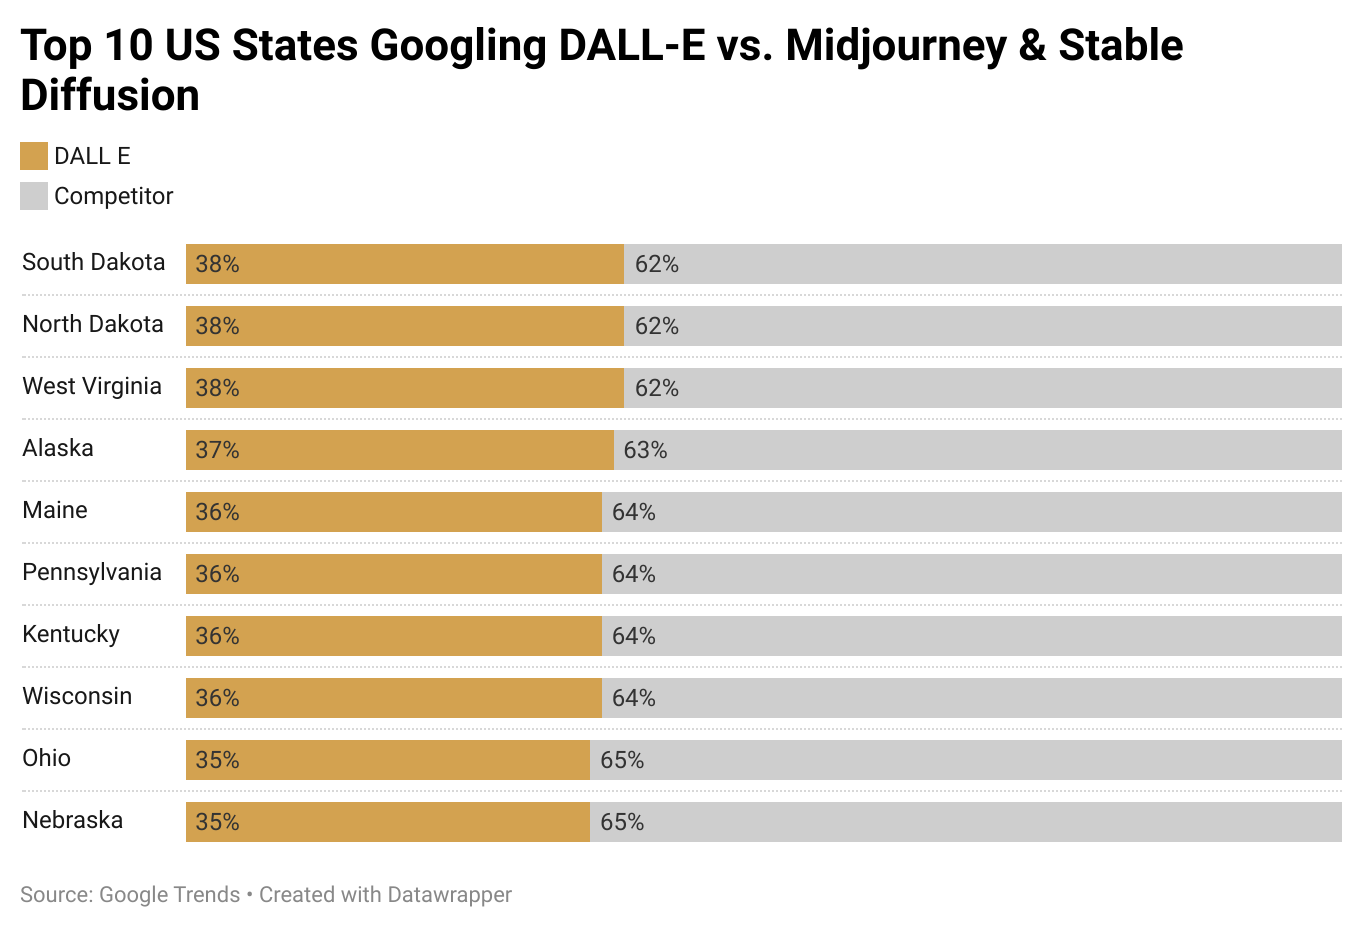 Top 10 US States Googling DALL-E vs. Midjourney & Stable
Diffusion
DALL E
Competitor
South Dakota 38% 62%
North Dakota 38% 62%
West Virginia 38% 62%
Alaska 37% 63%
Maine 36% 64%
Pennsylvania 36% 64%
Kentucky 36% 64%
Wisconsin 36% 64%
Ohio 35% 65%
Nebraska 35% 65%
Source: Google Trends • Created with Datawrapper